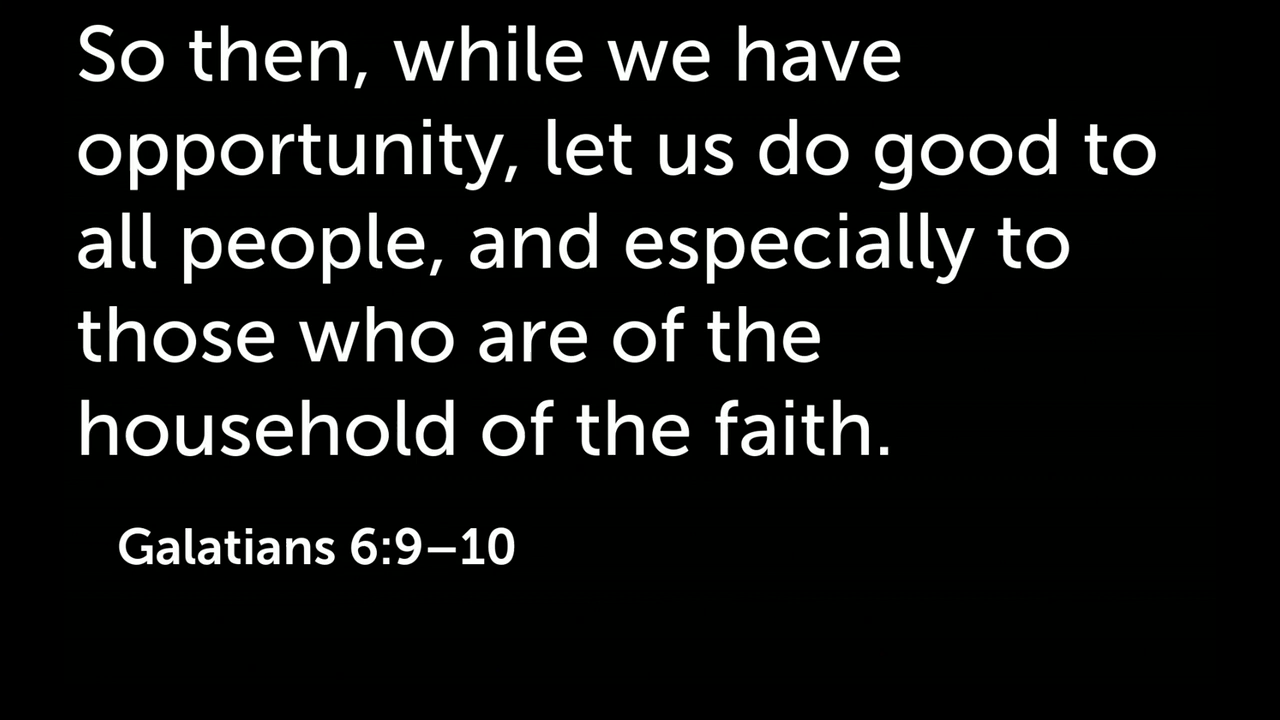 So then, while we have
opportunity, let us do good to
all people, and especially to
those who are of the
household of the faith.
Galatians 6:9–10